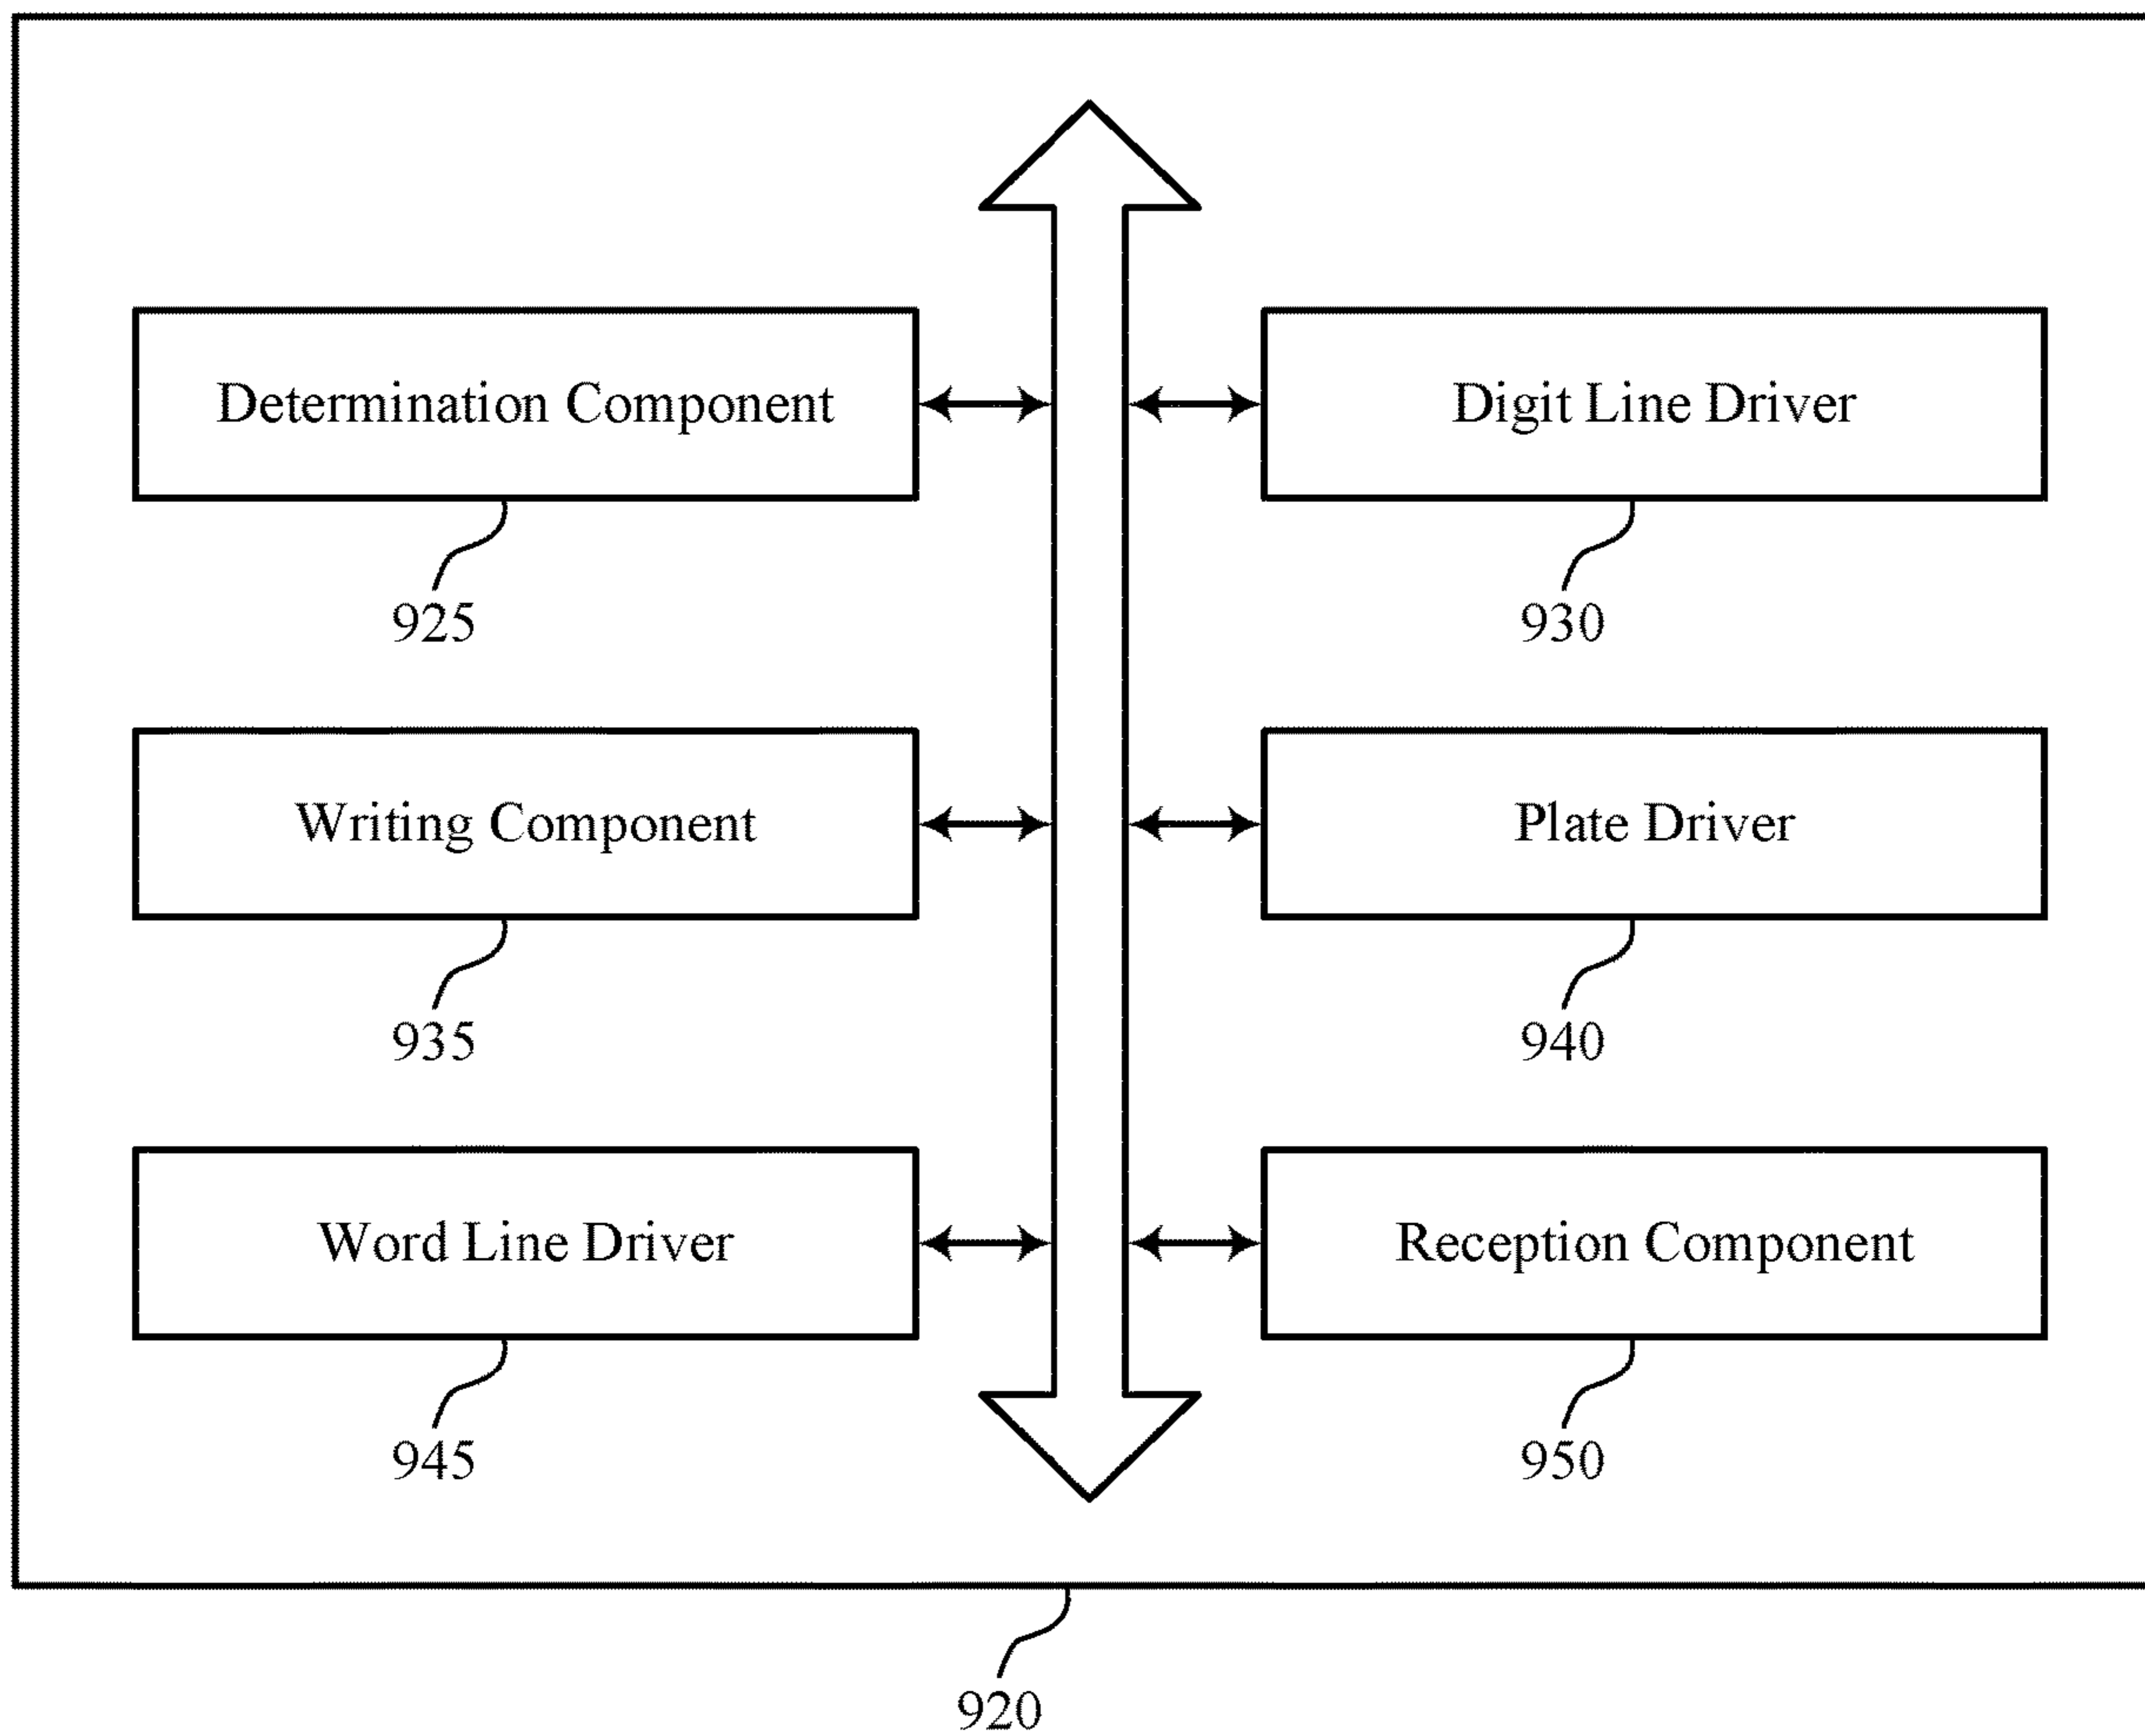 Determination Component
Digit Line Driver
925
930
Writing Component
Plate Driver
935
940
Word Line Driver
Reception Component
945
950
920